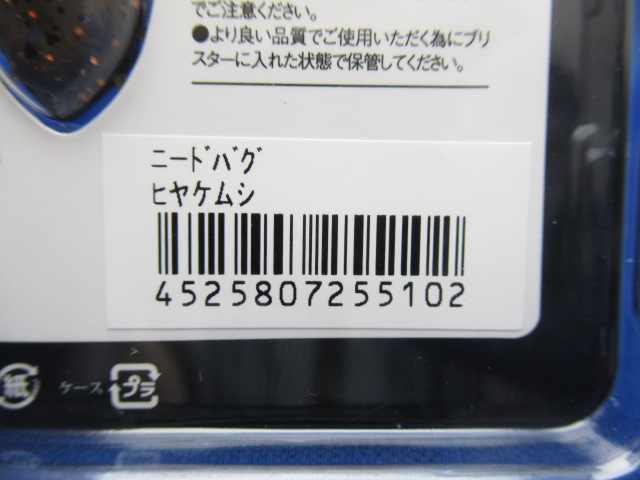 でご注意ください。
●より良い品質でご使用いただく為にブリ
スターに入れた状態で保管してください。
ﾆｰﾄﾞﾊﾞｸﾞ
ﾋﾔｹﾑｼ
4525807255102
紙
ケース プラ